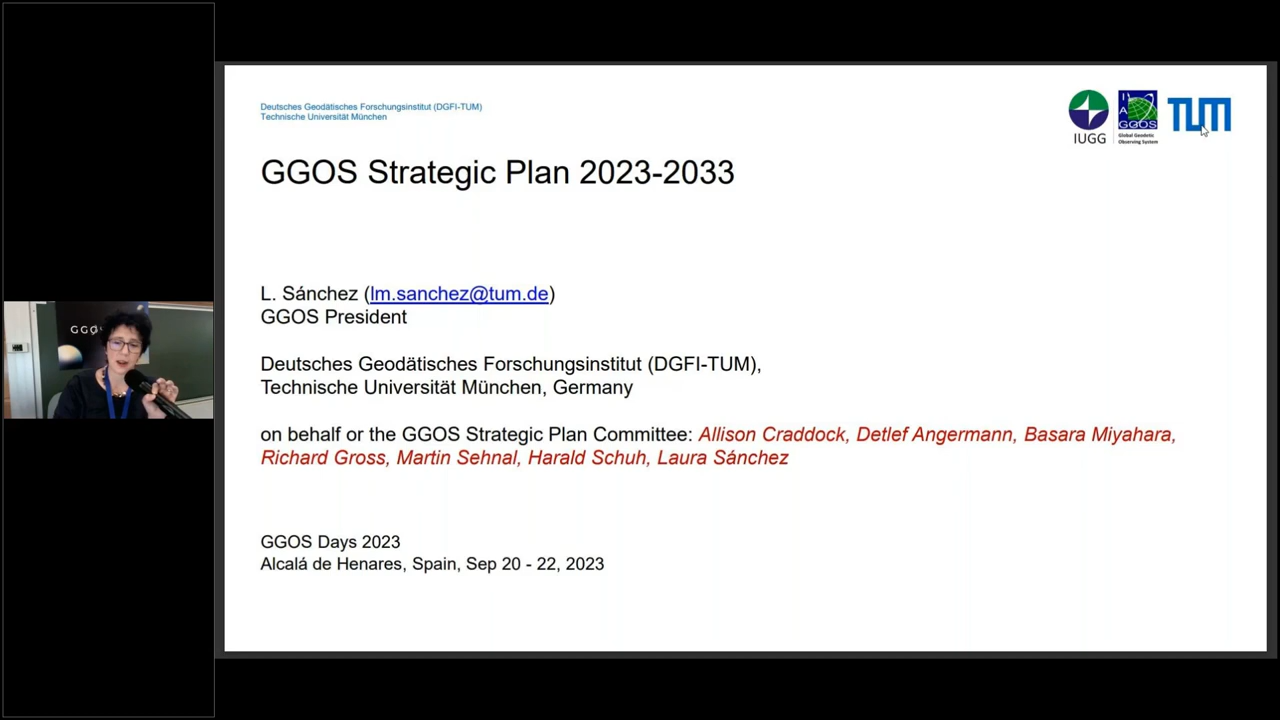 Deutsches Geodätisches Forschungsinstitut (DGFI-TUM)
Technische Universität München
IUGG
I A G
GGOS
Global Geodetic
Observing System
TUM
GGOS Strategic Plan 2023-2033
L. Sánchez (lm.sanchez@tum.de)
GGOS President
Deutsches Geodätisches Forschungsinstitut (DGFI-TUM),
Technische Universität München, Germany
on behalf or the GGOS Strategic Plan Committee: Allison Craddock, Detlef Angermann, Basara Miyahara,
Richard Gross, Martin Sehnal, Harald Schuh, Laura Sánchez
GGOS Days 2023
Alcalá de Henares, Spain, Sep 20 - 22, 2023
GGOS